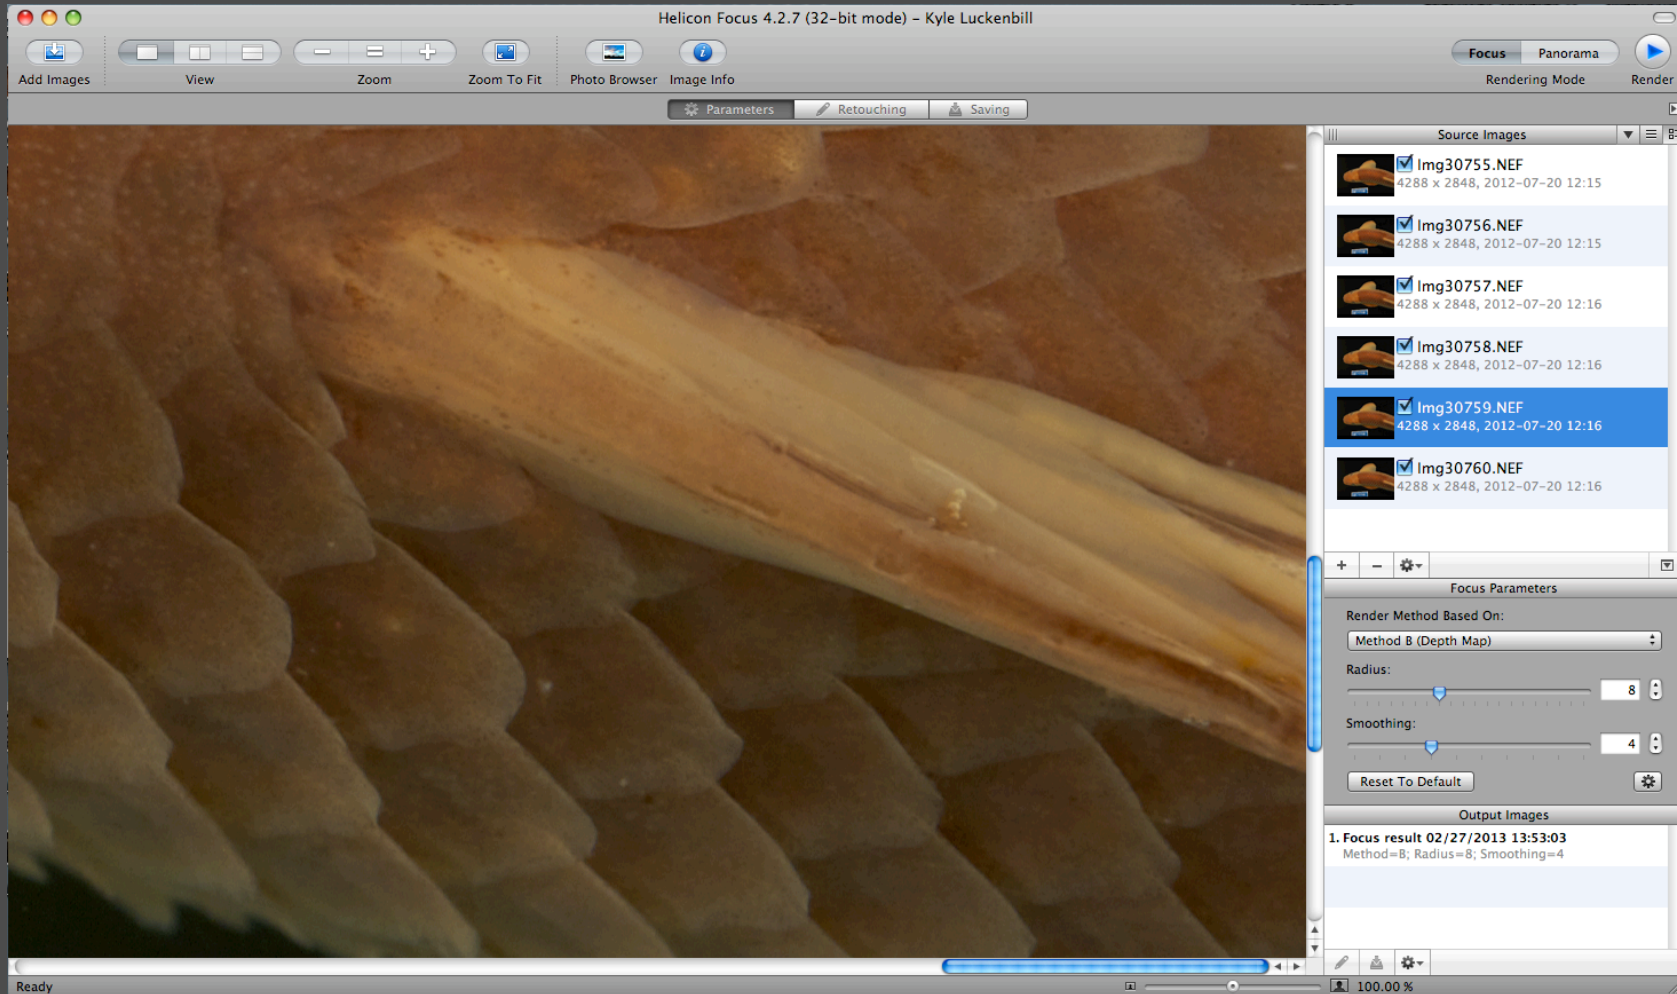 Helicon Focus 4.2.7 (32-bit mode) – Kyle Luckenbill
Add Images
View
Zoom
Zoom To Fit
Photo Browser
Image Info
Focus
Panorama
Rendering Mode
Render
Parameters
Retouching
Saving
Source Images
Img30755.NEF
4288 x 2848, 2012-07-20 12:15
Img30756.NEF
4288 x 2848, 2012-07-20 12:15
Img30757.NEF
4288 x 2848, 2012-07-20 12:16
Img30758.NEF
4288 x 2848, 2012-07-20 12:16
Img30759.NEF
4288 x 2848, 2012-07-20 12:16
Img30760.NEF
4288 x 2848, 2012-07-20 12:16
Focus Parameters
Render Method Based On:
Method B (Depth Map)
Radius:
8
Smoothing:
4
Reset To Default
Output Images
1. Focus result 02/27/2013 13:53:03
Method=B; Radius=8; Smoothing=4
Ready
100.00 %